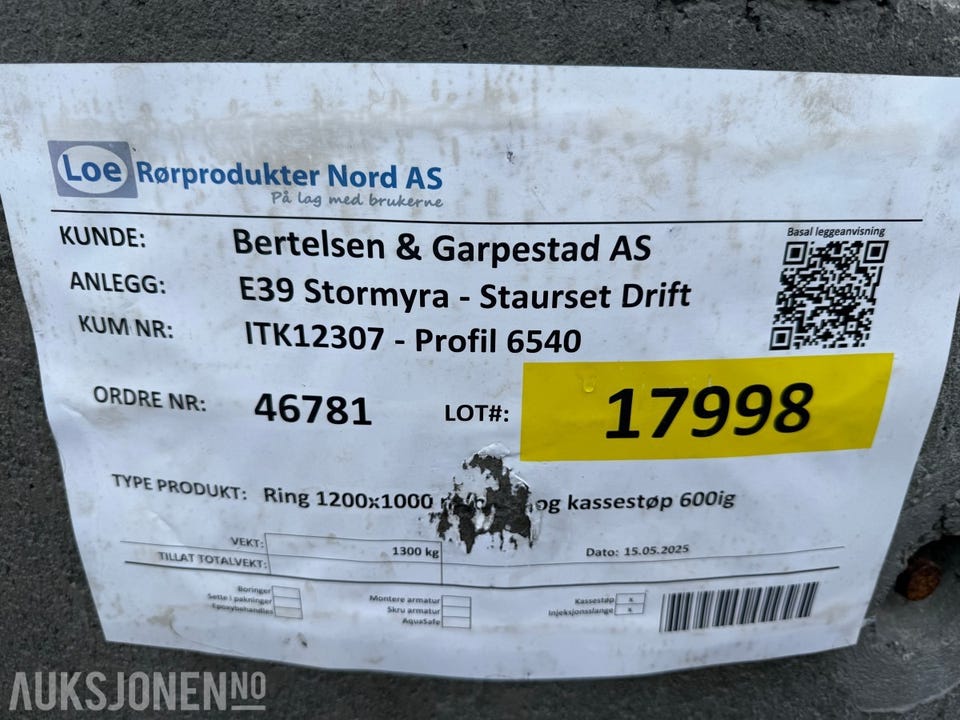 Loe Rørprodukter Nord AS
På lag med brukerne
KUNDE: Bertelsen & Garpestad AS
Basal leggeanvisning
ANLEGG: E39 Stormyra - Staurset Drift
KUM NR: ITK12307 - Profil 6540
ORDRE NR: 46781 LOT#: 17998
TYPE PRODUKT: Ring 1200x1000 og kassestøp 600ig
VEKT: 1300 kg Dato: 15.05.2025
TILLAT TOTALVEKT:
Boringer Montere armatur Kassestøp x
Sette i pakninger Skru armatur Injeksjonsslange x
Epoxybehandles AquaSafe
AUKSJONEN NO